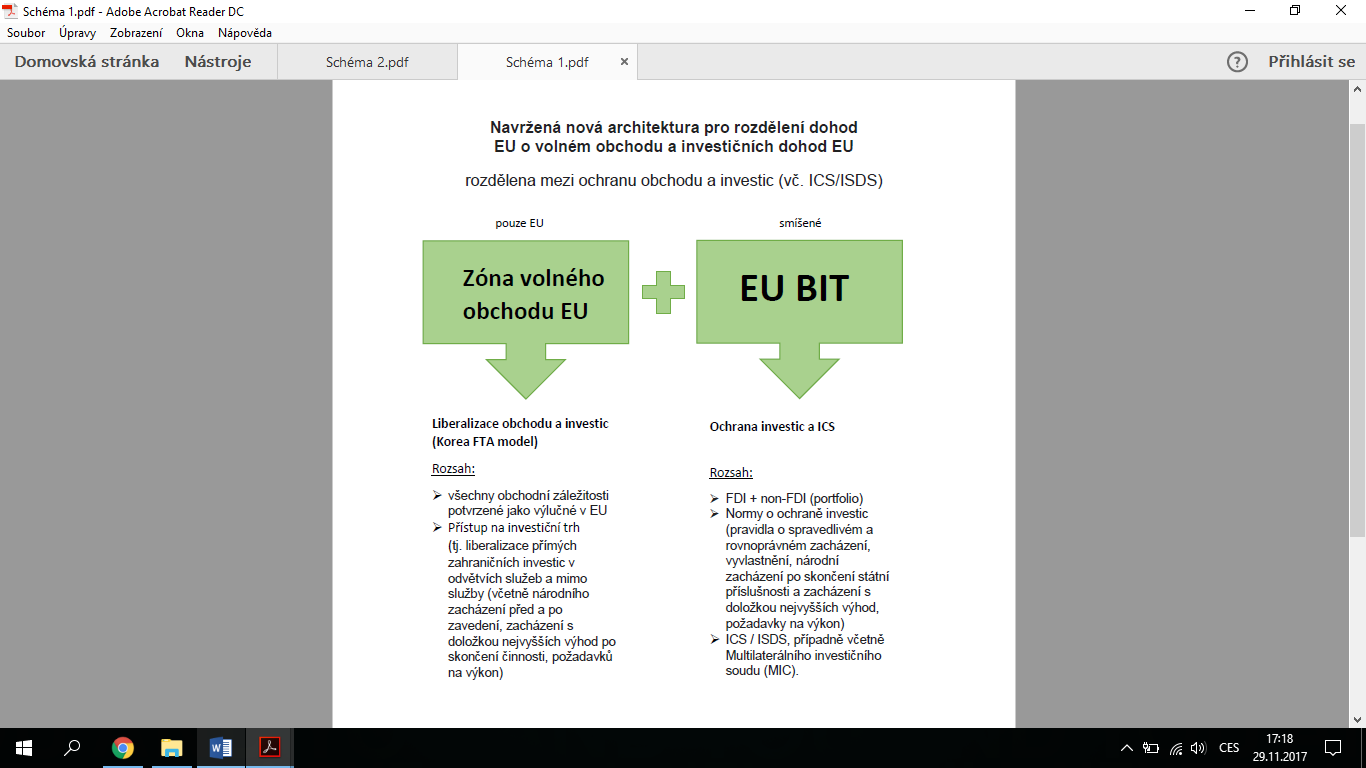 Schéma 1.pdf - Adobe Acrobat Reader DC
Soubor Úpravy Zobrazení Okna Nápověda
Domovská stránka Nástroje Schéma 2.pdf Schéma 1.pdf × ? Přihlásit se
Navržená nová architektura pro rozdělení dohod
EU o volném obchodu a investičních dohod EU
rozdělena mezi ochranu obchodu a investic (vč. ICS/ISDS)
pouze EU
Zóna volného
obchodu EU
Liberalizace obchodu a investic
(Korea FTA model)
Rozsah:
➢ všechny obchodní záležitosti
potvrzené jako výlučné v EU
➢ Přístup na investiční trh
(tj. liberalizace přímých
zahraničních investic v
odvětvích služeb a mimo
služby (včetně národního
zacházení před a po
zavedení, zacházení s
doložkou nejvyšších výhod po
skončení činnosti, požadavků
na výkon)
smíšené
EU BIT
Ochrana investic a ICS
Rozsah:
➢ FDI + non-FDI (portfolio)
➢ Normy o ochraně investic
(pravidla o spravedlivém a
rovnoprávném zacházení,
vyvlastnění, národní
zacházení po skončení státní
příslušnosti a zacházení s
doložkou nejvyšších výhod,
požadavky na výkon)
➢ ICS / ISDS, případně včetně
Multilaterálního investičního
soudu (MIC).
CES
17:18
29.11.2017